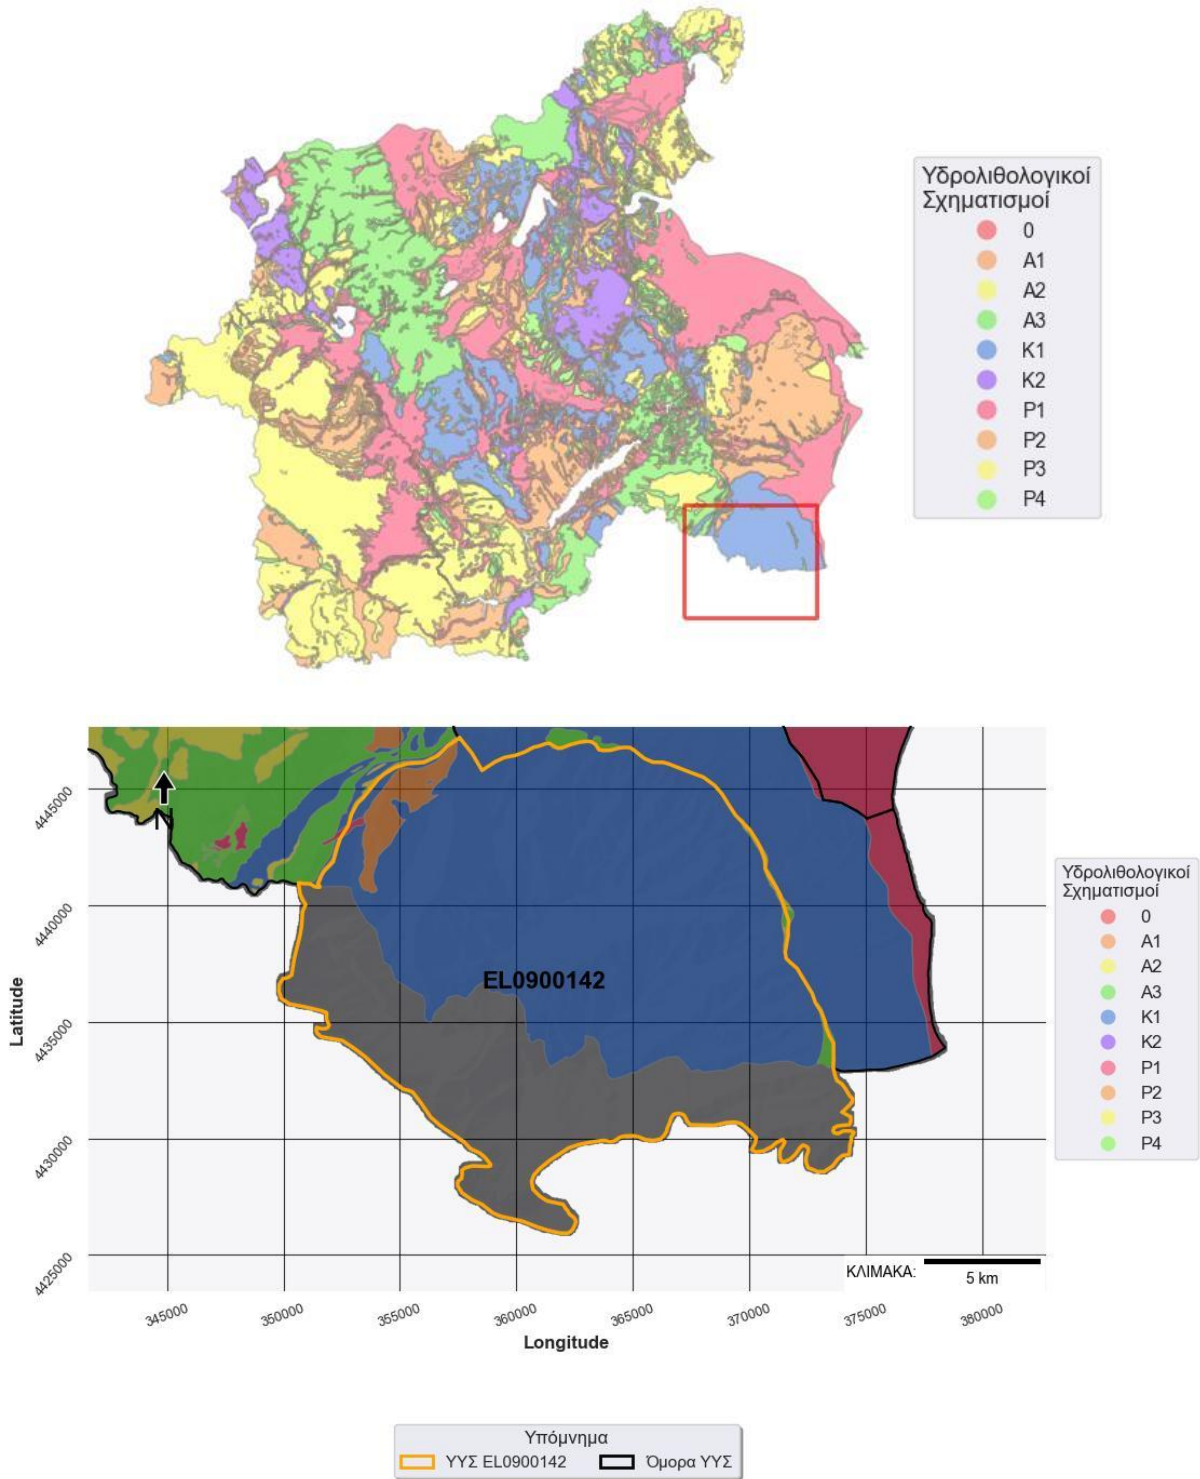 Υδρολιθολογικοί
Σχηματισμοί
0
A1
A2
A3
K1
K2
P1
P2
P3
P4
4445000
4440000
4435000
4430000
4425000
Latitude
N
EL0900142
ΚΛΙΜΑΚΑ:
5 km
345000
350000
355000
360000
365000
370000
375000
380000
Longitude
Υδρολιθολογικοί
Σχηματισμοί
0
A1
A2
A3
K1
K2
P1
P2
P3
P4
Υπόμνημα
ΥΥΣ EL0900142
Όμορα ΥΥΣ